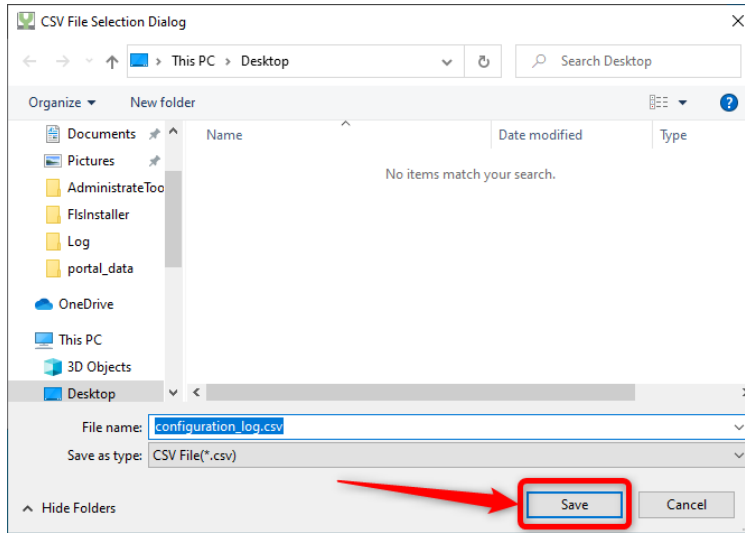 CSV File Selection Dialog
This PC > Desktop
Search Desktop
Organize
New folder
Name
Date modified
Type
No items match your search.
Documents
Pictures
AdministrateToo
FlsInstaller
Log
portal_data
OneDrive
This PC
3D Objects
Desktop
File name: configuration_log.csv
Save as type: CSV File(*.csv)
Hide Folders
Save
Cancel